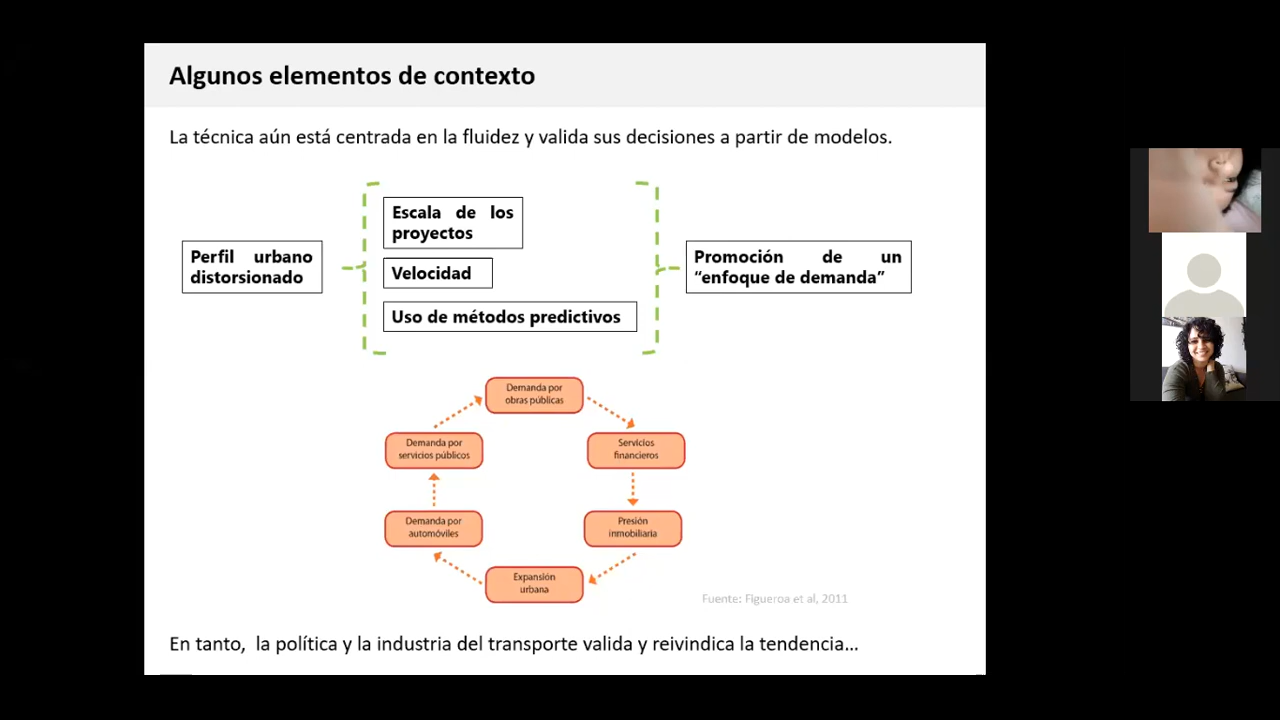 Algunos elementos de contexto
La técnica aún está centrada en la fluidez y valida sus decisiones a partir de modelos.
Perfil urbano
distorsionado
Escala de los
proyectos
Velocidad
Uso de métodos predictivos
Promoción de un
“enfoque de demanda”
Demanda por
obras públicas
Servicios
financieros
Presión
inmobiliaria
Expansión
urbana
Demanda por
automóviles
Demanda por
servicios públicos
Fuente: Figueroa et al, 2011
En tanto,  la política y la industria del transporte valida y reivindica la tendencia…